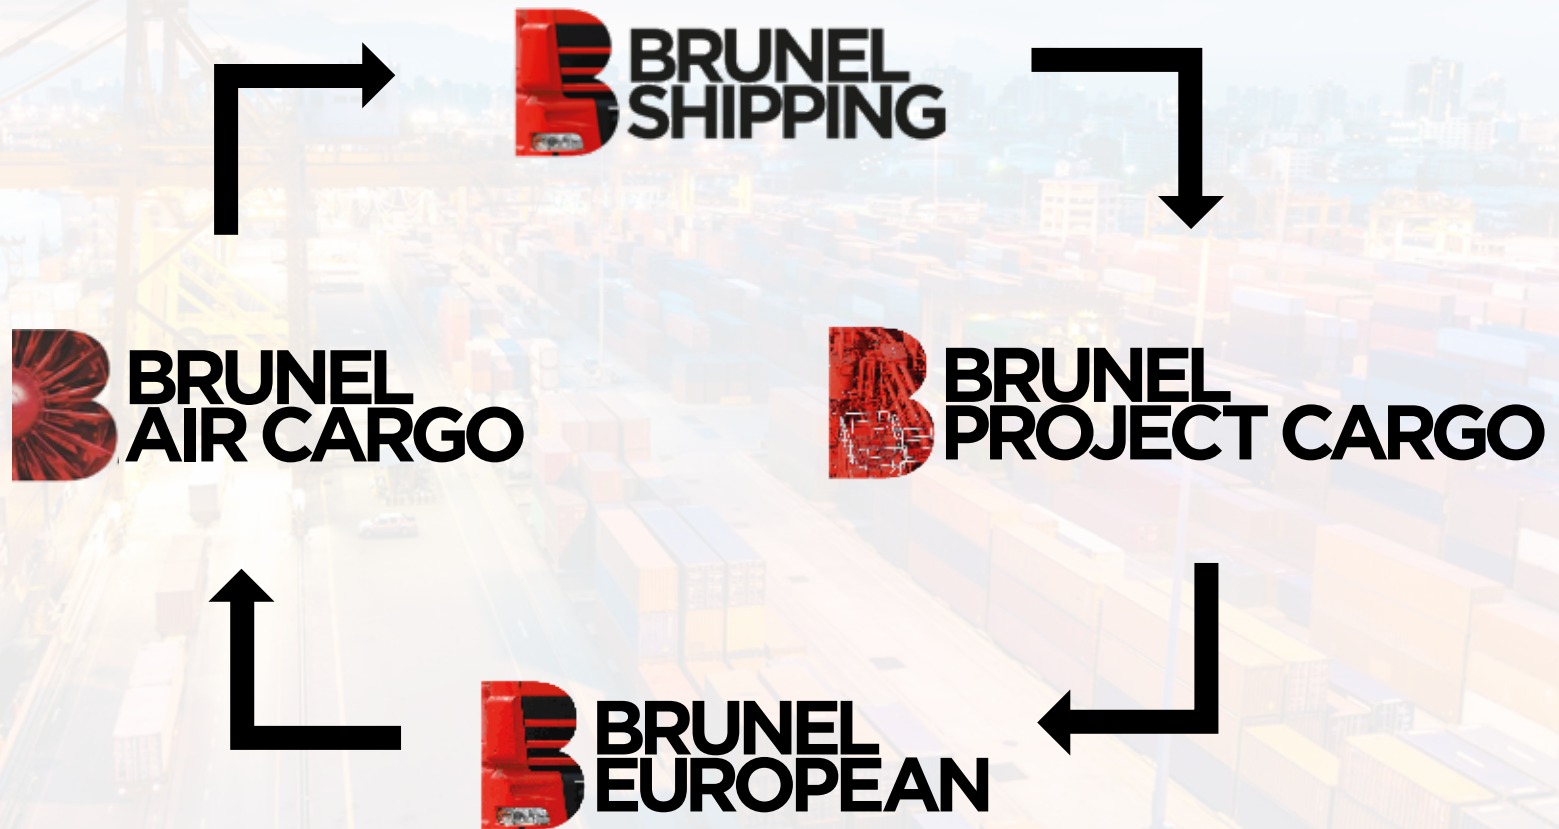 BRUNEL
SHIPPING
BRUNEL
AIR CARGO
BRUNEL
PROJECT CARGO
BRUNEL
EUROPEAN